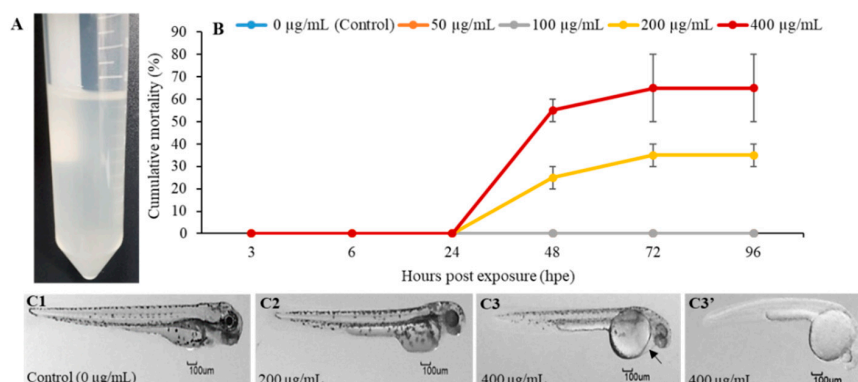 A
B
0 µg/mL (Control) 50 µg/mL 100 µg/mL 200 µg/mL 400 µg/mL
Cumulative mortality (%)
90
80
70
60
50
40
30
20
10
0
3 6 24 48 72 96
Hours post exposure (hpe)
C1 C2 C3 C3'
100um 100um 100um 100um
Control (0 µg/mL) 200 µg/mL 400 µg/mL 400 µg/mL